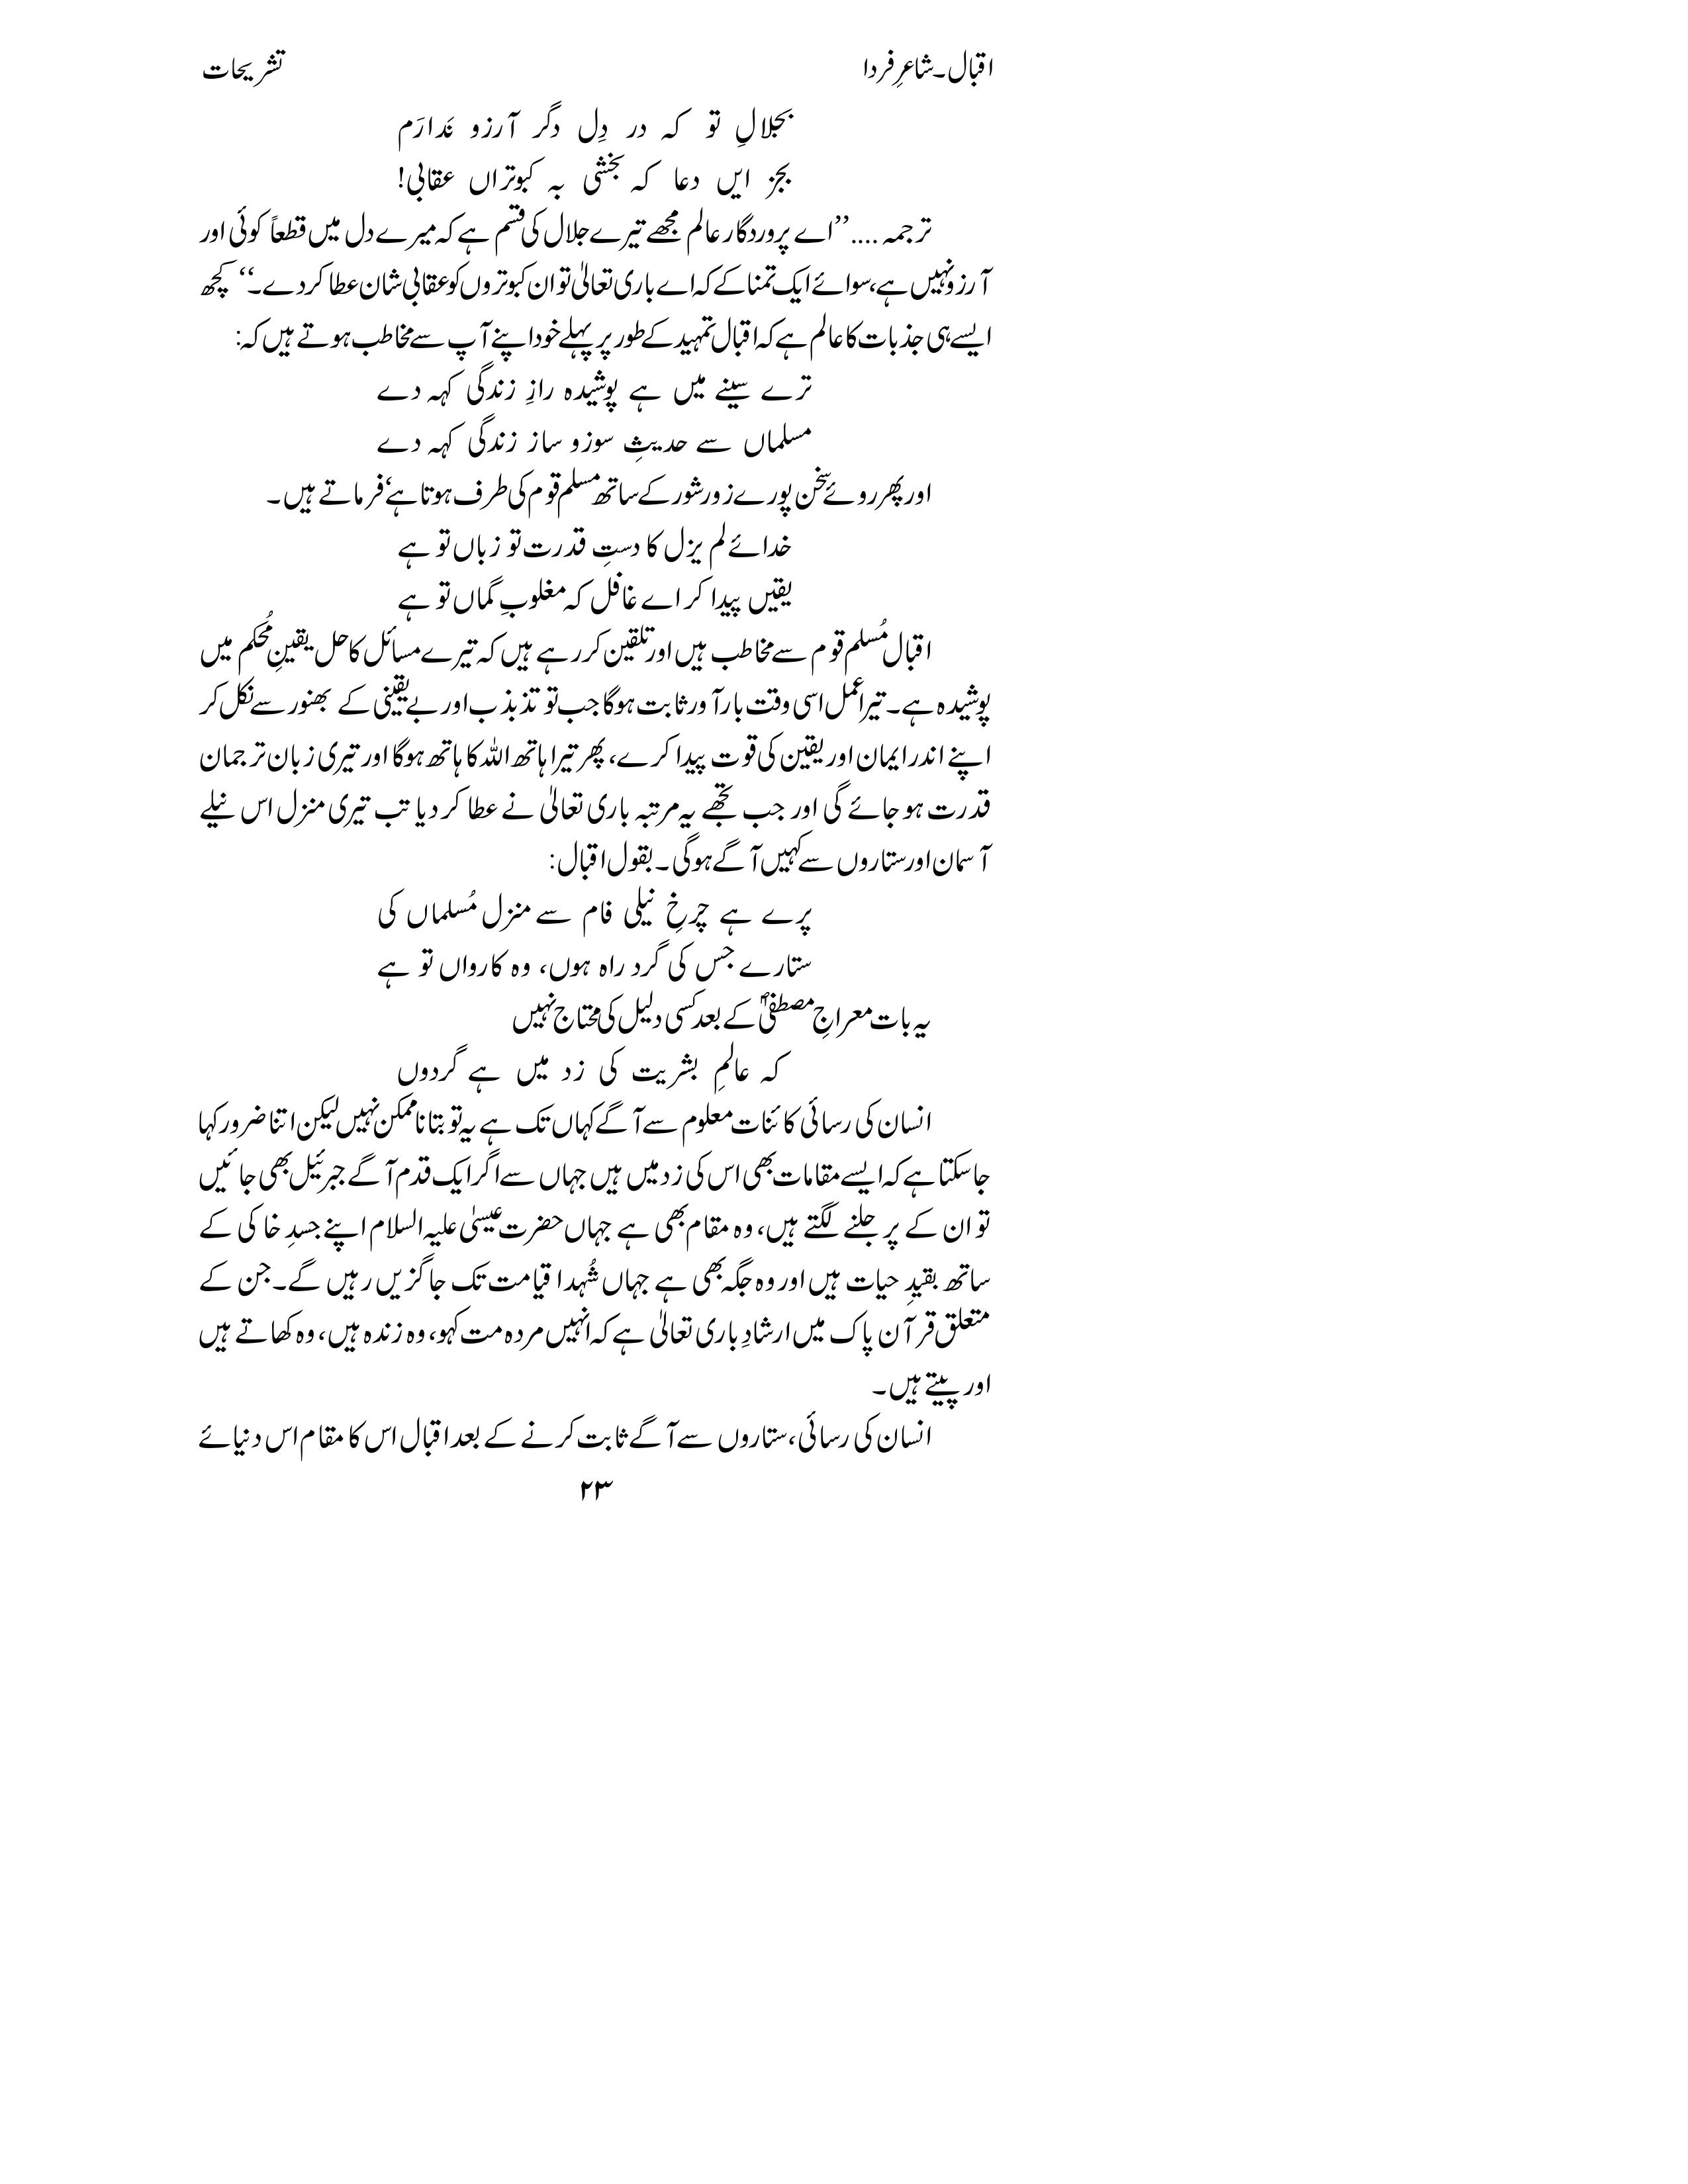 اقبال۔شاعرِ فردا تشریحات
بجلالِ تو کہ در دِل دگر آرزو نَدارَم
بجز ایں دعا کہ بخشی بہ کبوتراں عقابی!
ترجمہ .... ’’اے پروردگار عالم مجھے تیرے جلال کی قسم ہے کہ میرے دل میں قطعاً کوئی اور
آرزو نہیں ہے، سوائے ایک تمنا کے کہ اے باری تعالیٰ تو ان کبوتروں کو عقابی شان عطا کردے۔‘‘ کچھ
ایسے ہی جذبات کا عالم ہے کہ اقبال تمہید کے طور پر پہلے خود اپنے آپ سے مخاطب ہوتے ہیں کہ:
ترے سینے میں ہے پوشیدہ رازِ زندگی کہہ دے
مسلماں سے حدیثِ سوز و ساز زندگی کہہ دے
اور پھر روئے سخن پورے زور شور کے ساتھ مسلم قوم کی طرف ہوتا ہے‘ فرماتے ہیں۔
خدائے لم یزل کا دستِ قدرت تو زباں تو ہے
یقیں پیدا کر اے غافل کہ مغلوبِ گماں تو ہے
اقبال مُسلم قوم سے مخاطب ہیں اور تلقین کر رہے ہیں کہ تیرے مسائل کا حل یقینِ مُحکم میں
پوشیدہ ہے۔ تیرا عمل اسی وقت بارآور ثابت ہوگا جب تو تذبذب اور بے یقینی کے بھنور سے نکل کر
اپنے اندر ایمان اور یقین کی قوت پیدا کرے، پھر تیرا ہاتھ اللہ کا ہاتھ ہوگا اور تیری زبان ترجمان
قدرت ہو جائے گی اور جب تجھے یہ مرتبہ باری تعالیٰ نے عطا کر دیا تب تیری منزل اس نیلے
آسمان اور ستاروں سے کہیں آگے ہوگی۔ بقول اقبال:
پرے ہے چرخِ نیلی فام سے منزل مُسلماں کی
ستارے جس کی گرد راہ ہوں، وہ کارواں تو ہے
یہ بات معراجِ مصطفیؐ کے بعد کسی دلیل کی محتاج نہیں
کہ عالمِ بشریت کی زد میں ہے گردوں
انسان کی رسائی کائنات معلوم سے آگے کہاں تک ہے یہ تو بتانا ممکن نہیں لیکن اتنا ضرور کہا
جاسکتا ہے کہ ایسے مقامات بھی اس کی زد میں ہیں جہاں سے اگر ایک قدم آگے جبرئیل بھی جائیں
تو ان کے پر جلنے لگتے ہیں، وہ مقام بھی ہے جہاں حضرت عیسیٰ علیہ السلام اپنے جسدِ خاکی کے
ساتھ بقیدِ حیات ہیں اور وہ جگہ بھی ہے جہاں شُہدا قیامت تک جاگزیں رہیں گے۔ جن کے
متعلق قرآن پاک میں ارشادِ باری تعالیٰ ہے کہ انہیں مردہ مت کہو، وہ زندہ ہیں، وہ کھاتے ہیں
اور پیتے ہیں۔
انسان کی رسائی، ستاروں سے آگے ثابت کرنے کے بعد اقبال اس کا مقام اس دنیائے
۲۳